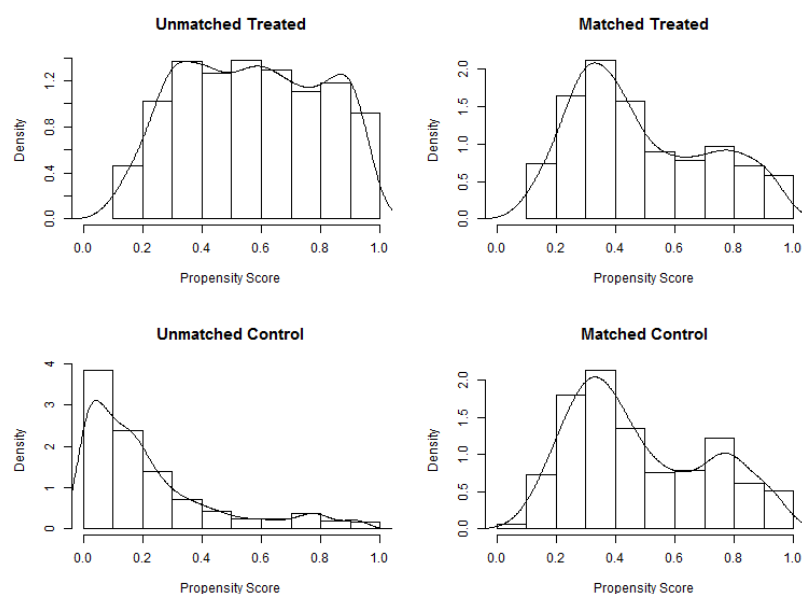 Unmatched Treated
Density
0.0 0.4 0.8 1.2
0.0 0.2 0.4 0.6 0.8 1.0
Propensity Score
Matched Treated
Density
0.0 0.5 1.0 1.5 2.0
0.0 0.2 0.4 0.6 0.8 1.0
Propensity Score
Unmatched Control
Density
0 1 2 3 4
0.0 0.2 0.4 0.6 0.8 1.0
Propensity Score
Matched Control
Density
0.0 0.5 1.0 1.5 2.0
0.0 0.2 0.4 0.6 0.8 1.0
Propensity Score